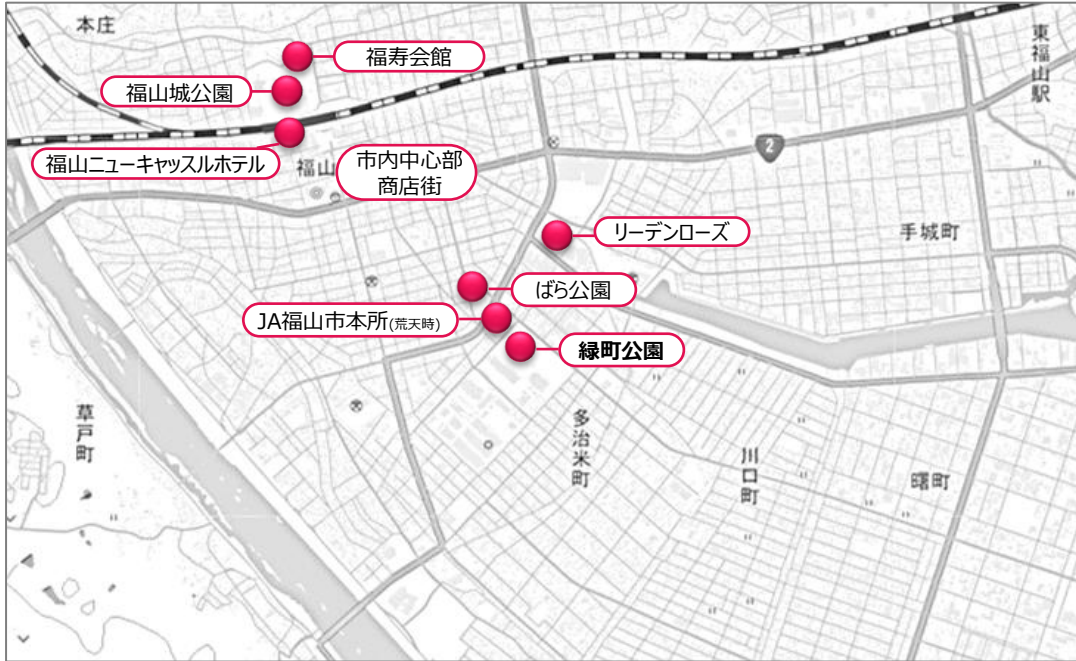 本庄
福寿会館
東福山駅
福山城公園
2
福山ニューキャッスルホテル
福山
市内中心部
商店街
リーデンローズ
手城町
ばら公園
JA福山市本所(荒天時)
緑町公園
草戸町
多治米町
川口町
曙町